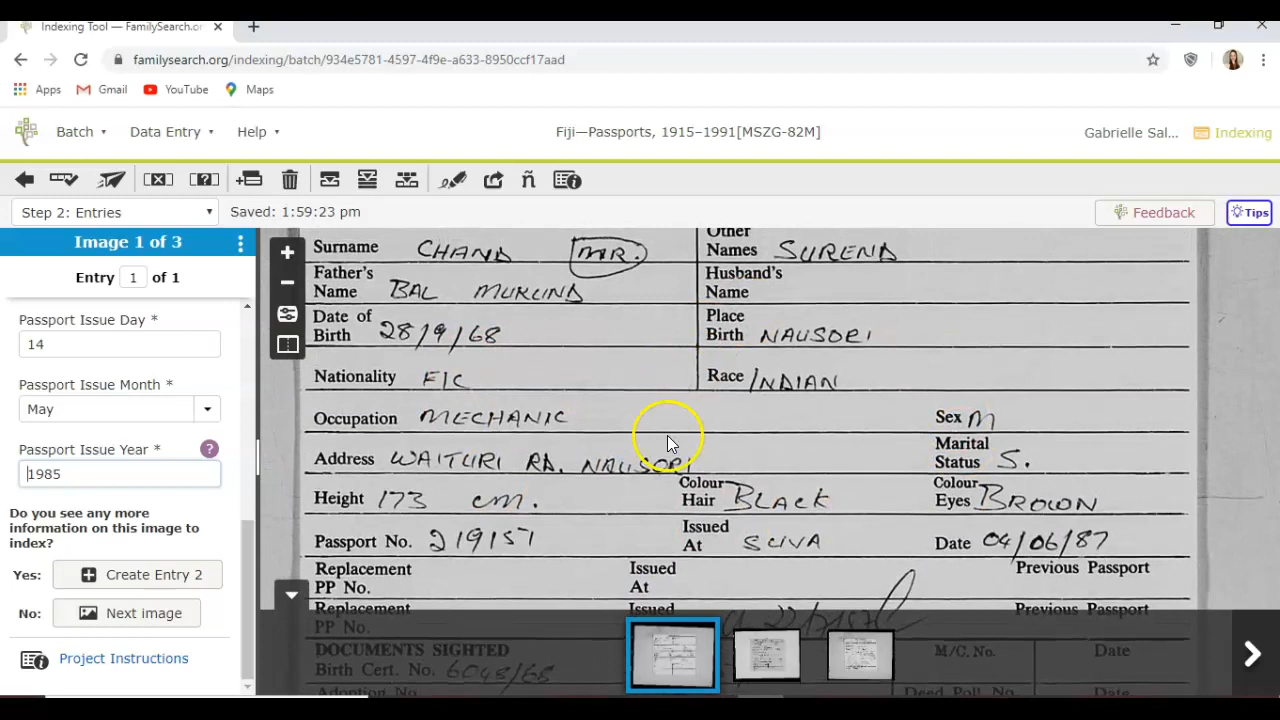 Indexing Tool — FamilySearch.or
familysearch.org/indexing/batch/934e5781-4597-4f9e-a633-8950ccf17aad
Apps Gmail YouTube Maps
Batch Data Entry Help Fiji—Passports, 1915–1991[MSZG-82M] Gabrielle Sal... Indexing
Step 2: Entries Saved: 1:59:23 pm Feedback Tips
Image 1 of 3
Entry 1 of 1
Passport Issue Day *
14
Passport Issue Month *
May
Passport Issue Year * ?
1985
Do you see any more
information on this image to
index?
Yes: Create Entry 2
No: Next image
Project Instructions
Surname CHAND MR. Other Names SUREND
Father's Name BAL MUKUND Husband's Name
Date of Birth 28/9/68 Place Birth NAUSORI
Nationality F/C Race INDIAN
Occupation MECHANIC Sex M
Address WAITURI RD. NAUSORI Marital Status S.
Height 173 cm. Colour Hair BLACK Colour Eyes BROWN
Passport No. 219157 Issued At SUVA Date 04/06/87
Replacement PP No. Issued At Previous Passport
Replacement PP No. Issued Previous Passport
DOCUMENTS SIGHTED M/C. No. Date
Birth Cert. No. 6048/68
Adoption No. Deed Poll No. Date